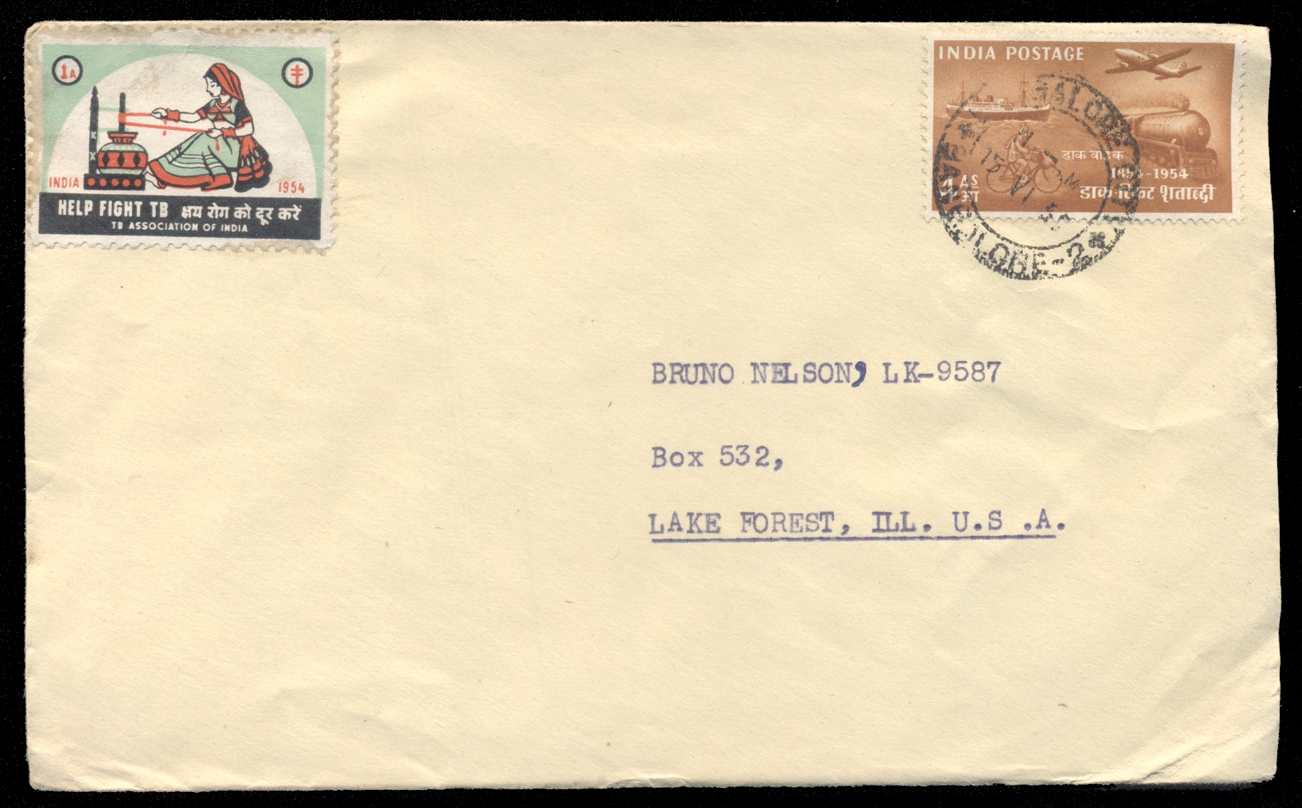 1A
INDIA 1954
HELP FIGHT TB क्षय रोग को दूर करें
TB ASSOCIATION OF INDIA
INDIA POSTAGE
डाक वाहक
1854-1954
AS
डाक-टिकट शताब्दी
BRUNO NELSON, LK-9587
Box 532,
LAKE FOREST, ILL. U.S .A.